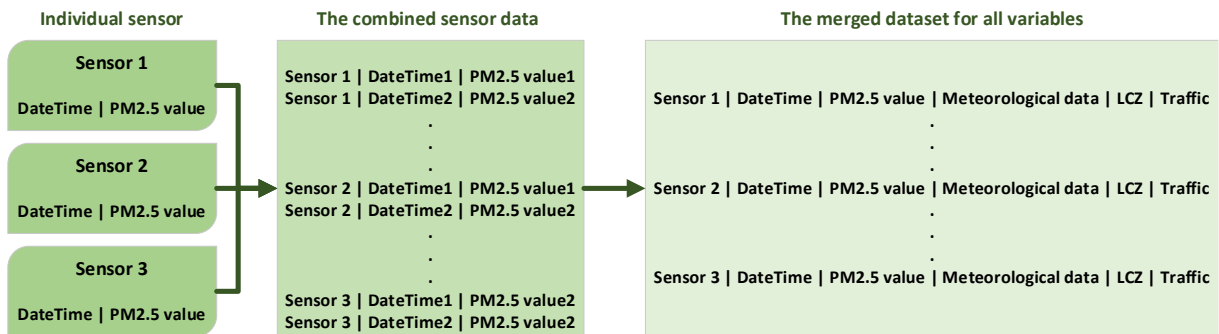 Individual sensor
Sensor 1
DateTime | PM2.5 value
Sensor 2
DateTime | PM2.5 value
Sensor 3
DateTime | PM2.5 value
The combined sensor data
Sensor 1 | DateTime1 | PM2.5 value1
Sensor 1 | DateTime2 | PM2.5 value2
.
.
.
Sensor 2 | DateTime1 | PM2.5 value1
Sensor 2 | DateTime2 | PM2.5 value2
.
.
.
Sensor 3 | DateTime1 | PM2.5 value2
Sensor 3 | DateTime2 | PM2.5 value2
The merged dataset for all variables
Sensor 1 | DateTime | PM2.5 value | Meteorological data | LCZ | Traffic
.
.
.
Sensor 2 | DateTime | PM2.5 value | Meteorological data | LCZ | Traffic
.
.
.
Sensor 3 | DateTime | PM2.5 value | Meteorological data | LCZ | Traffic